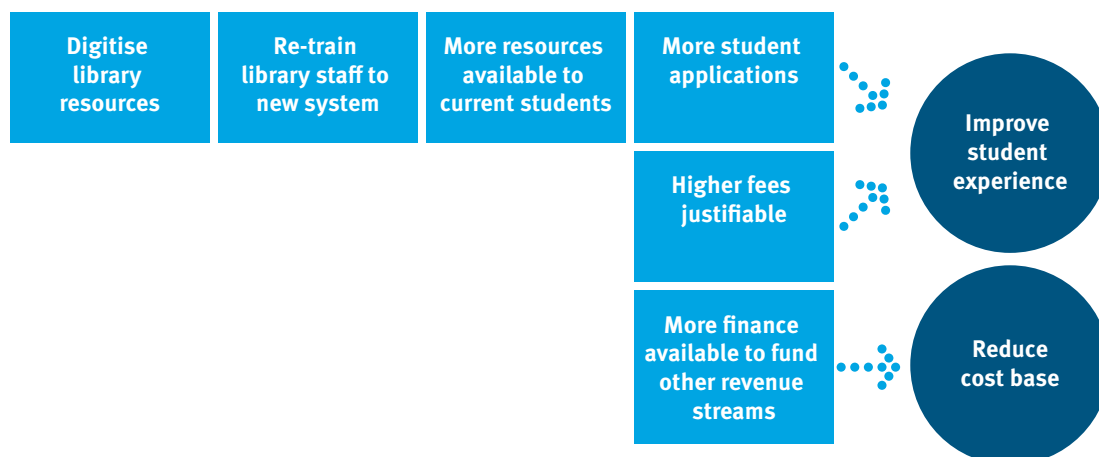 Digitise
library
resources
Re-train
library staff to
new system
More resources
available to
current students
More student
applications
Improve
student
experience
Higher fees
justifiable
More finance
available to fund
other revenue
streams
Reduce
cost base